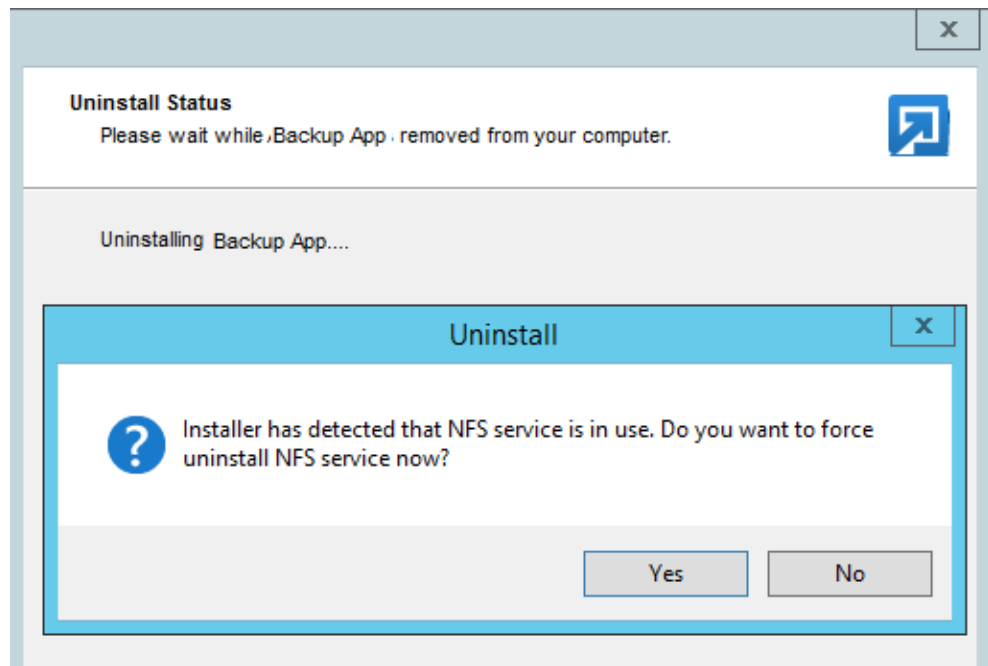 x
Uninstall Status
Please wait while Backup App removed from your computer.
Uninstalling Backup App....
Uninstall
x
Installer has detected that NFS service is in use. Do you want to force
uninstall NFS service now?
Yes
No